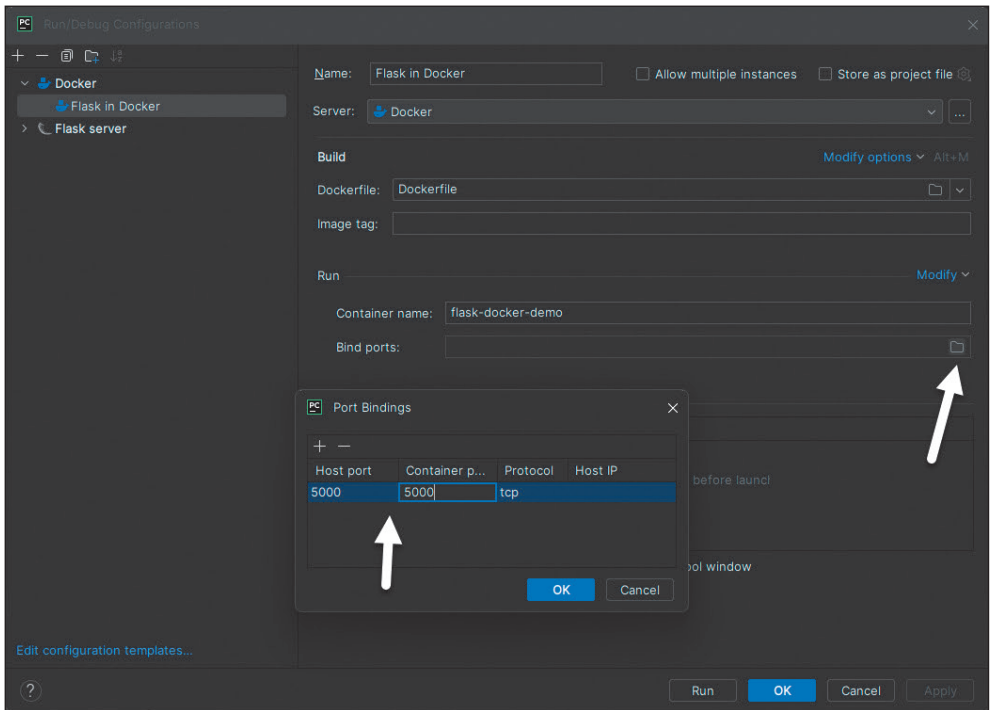 PC Run/Debug Configurations
Docker
Flask in Docker
Flask server
Edit configuration templates...
?
Name: Flask in Docker Allow multiple instances Store as project file
Server: Docker ...
Build Modify options Alt+M
Dockerfile: Dockerfile
Image tag:
Run Modify
Container name: flask-docker-demo
Bind ports:
PC Port Bindings
Host port Container p... Protocol Host IP
5000 5000 tcp
OK Cancel
before launcl
ool window
Run OK Cancel Apply